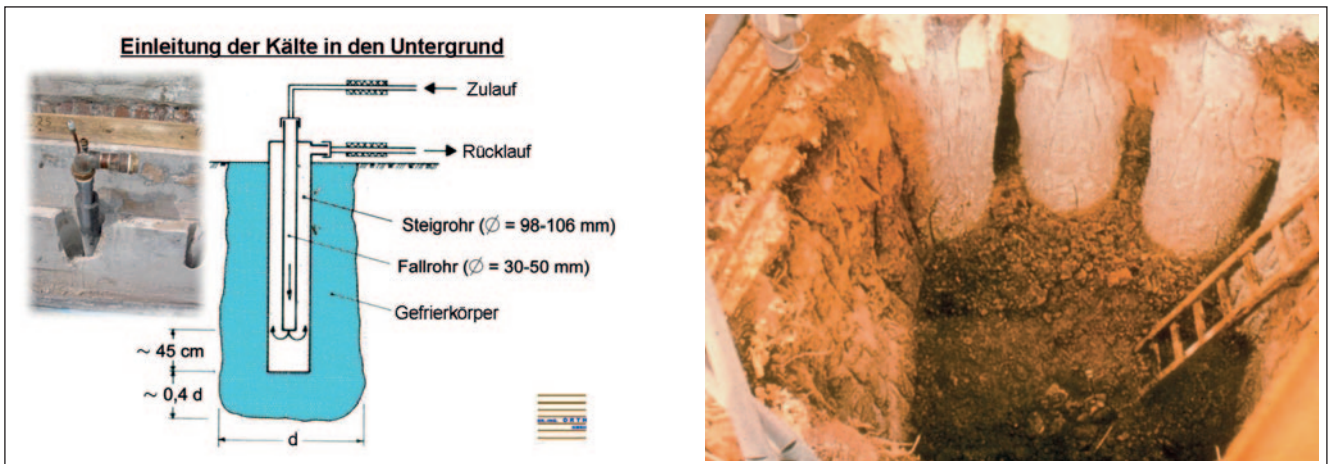 Einleitung der Kälte in den Untergrund
Zulauf
Rücklauf
Steigrohr (∅ = 98-106 mm)
Fallrohr (∅ = 30-50 mm)
Gefrierkörper
~ 45 cm
~ 0,4 d
d
ORTH